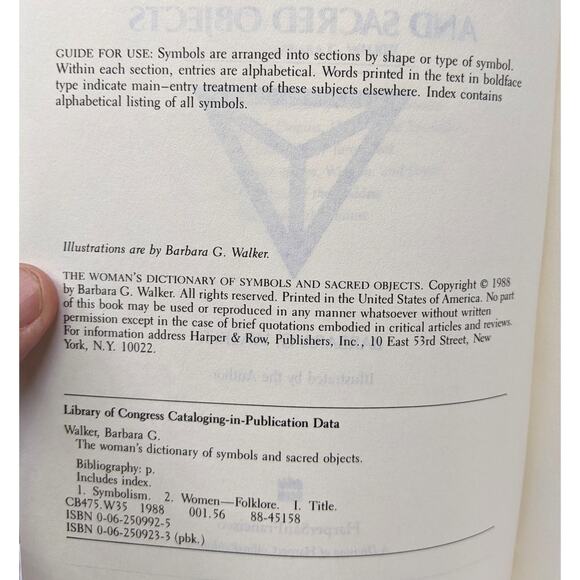 GUIDE FOR USE: Symbols are arranged into sections by shape or type of symbol.
Within each section, entries are alphabetical. Words printed in the text in boldface
type indicate main–entry treatment of these subjects elsewhere. Index contains
alphabetical listing of all symbols.
Illustrations are by Barbara G. Walker.
THE WOMAN'S DICTIONARY OF SYMBOLS AND SACRED OBJECTS. Copyright © 1988
by Barbara G. Walker. All rights reserved. Printed in the United States of America. No part
of this book may be used or reproduced in any manner whatsoever without written
permission except in the case of brief quotations embodied in critical articles and reviews.
For information address Harper & Row, Publishers, Inc., 10 East 53rd Street, New
York, N.Y. 10022.
Library of Congress Cataloging-in-Publication Data
Walker, Barbara G.
The woman's dictionary of symbols and sacred objects.
Bibliography: p.
Includes index.
1. Symbolism. 2. Women—Folklore. I. Title.
CB475.W35 1988 001.56 88-45158
ISBN 0-06-250992-5
ISBN 0-06-250923-3 (pbk.)